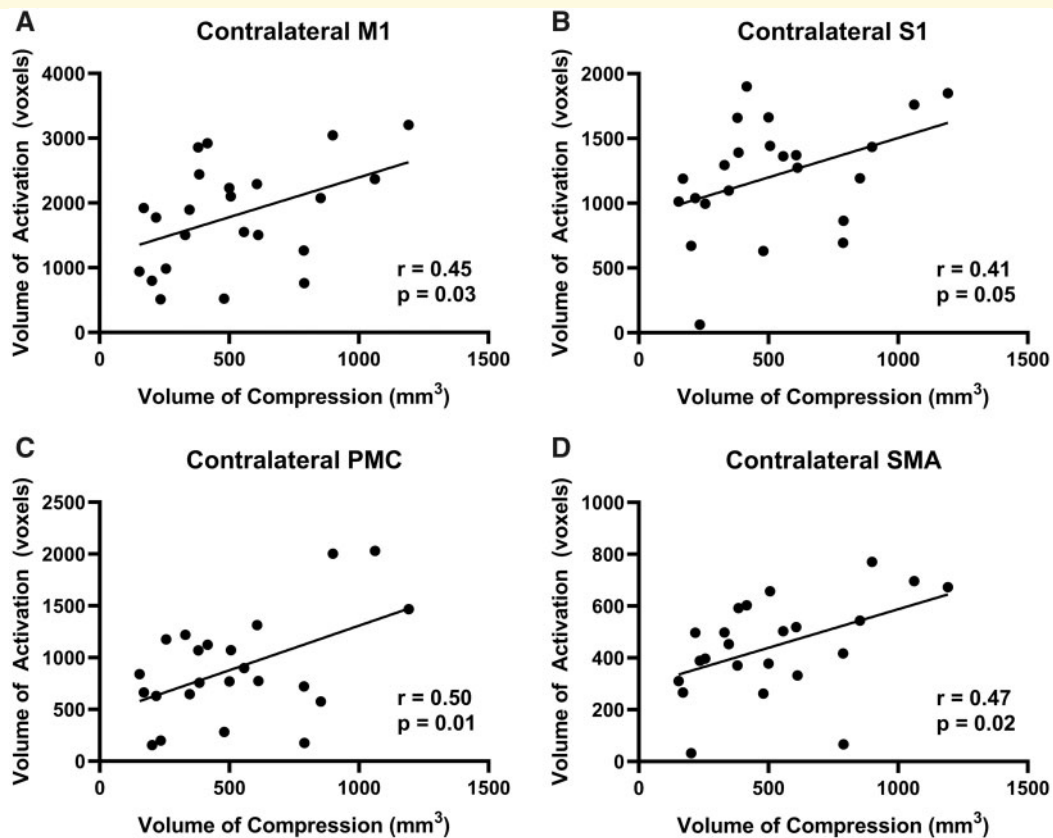 A
Contralateral M1
Volume of Activation (voxels)
4000
3000
2000
1000
0
r = 0.45
p = 0.03
0 500 1000 1500
Volume of Compression (mm³)
B
Contralateral S1
Volume of Activation (voxels)
2000
1500
1000
500
0
r = 0.41
p = 0.05
0 500 1000 1500
Volume of Compression (mm³)
C
Contralateral PMC
Volume of Activation (voxels)
2500
2000
1500
1000
500
0
r = 0.50
p = 0.01
0 500 1000 1500
Volume of Compression (mm³)
D
Contralateral SMA
Volume of Activation (voxels)
1000
800
600
400
200
0
r = 0.47
p = 0.02
0 500 1000 1500
Volume of Compression (mm³)